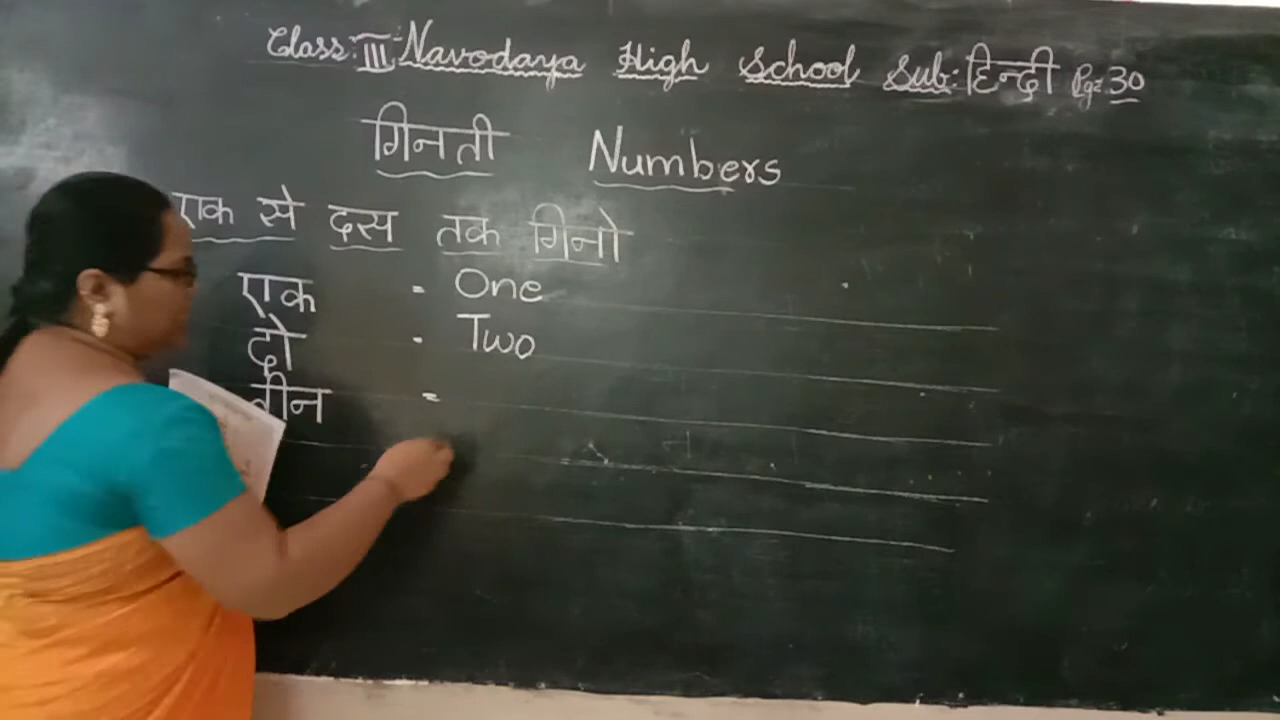 Class: III Navodaya High School Sub: हिन्दी Pg: 30
गिनती Numbers
एक से दस तक गिनो
एक = One
दो = Two
तीन =